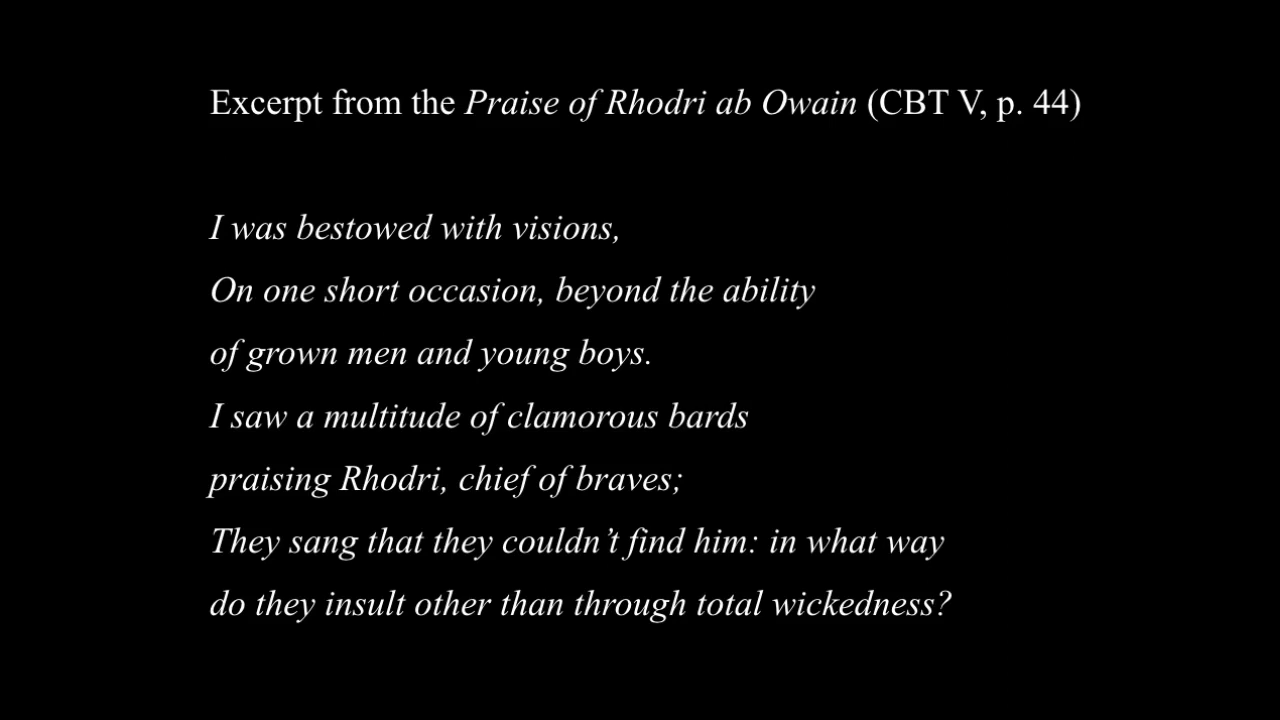 Excerpt from the Praise of Rhodri ab Owain (CBT V, p. 44)
I was bestowed with visions,
On one short occasion, beyond the ability
of grown men and young boys.
I saw a multitude of clamorous bards
praising Rhodri, chief of braves;
They sang that they couldn’t find him: in what way
do they insult other than through total wickedness?